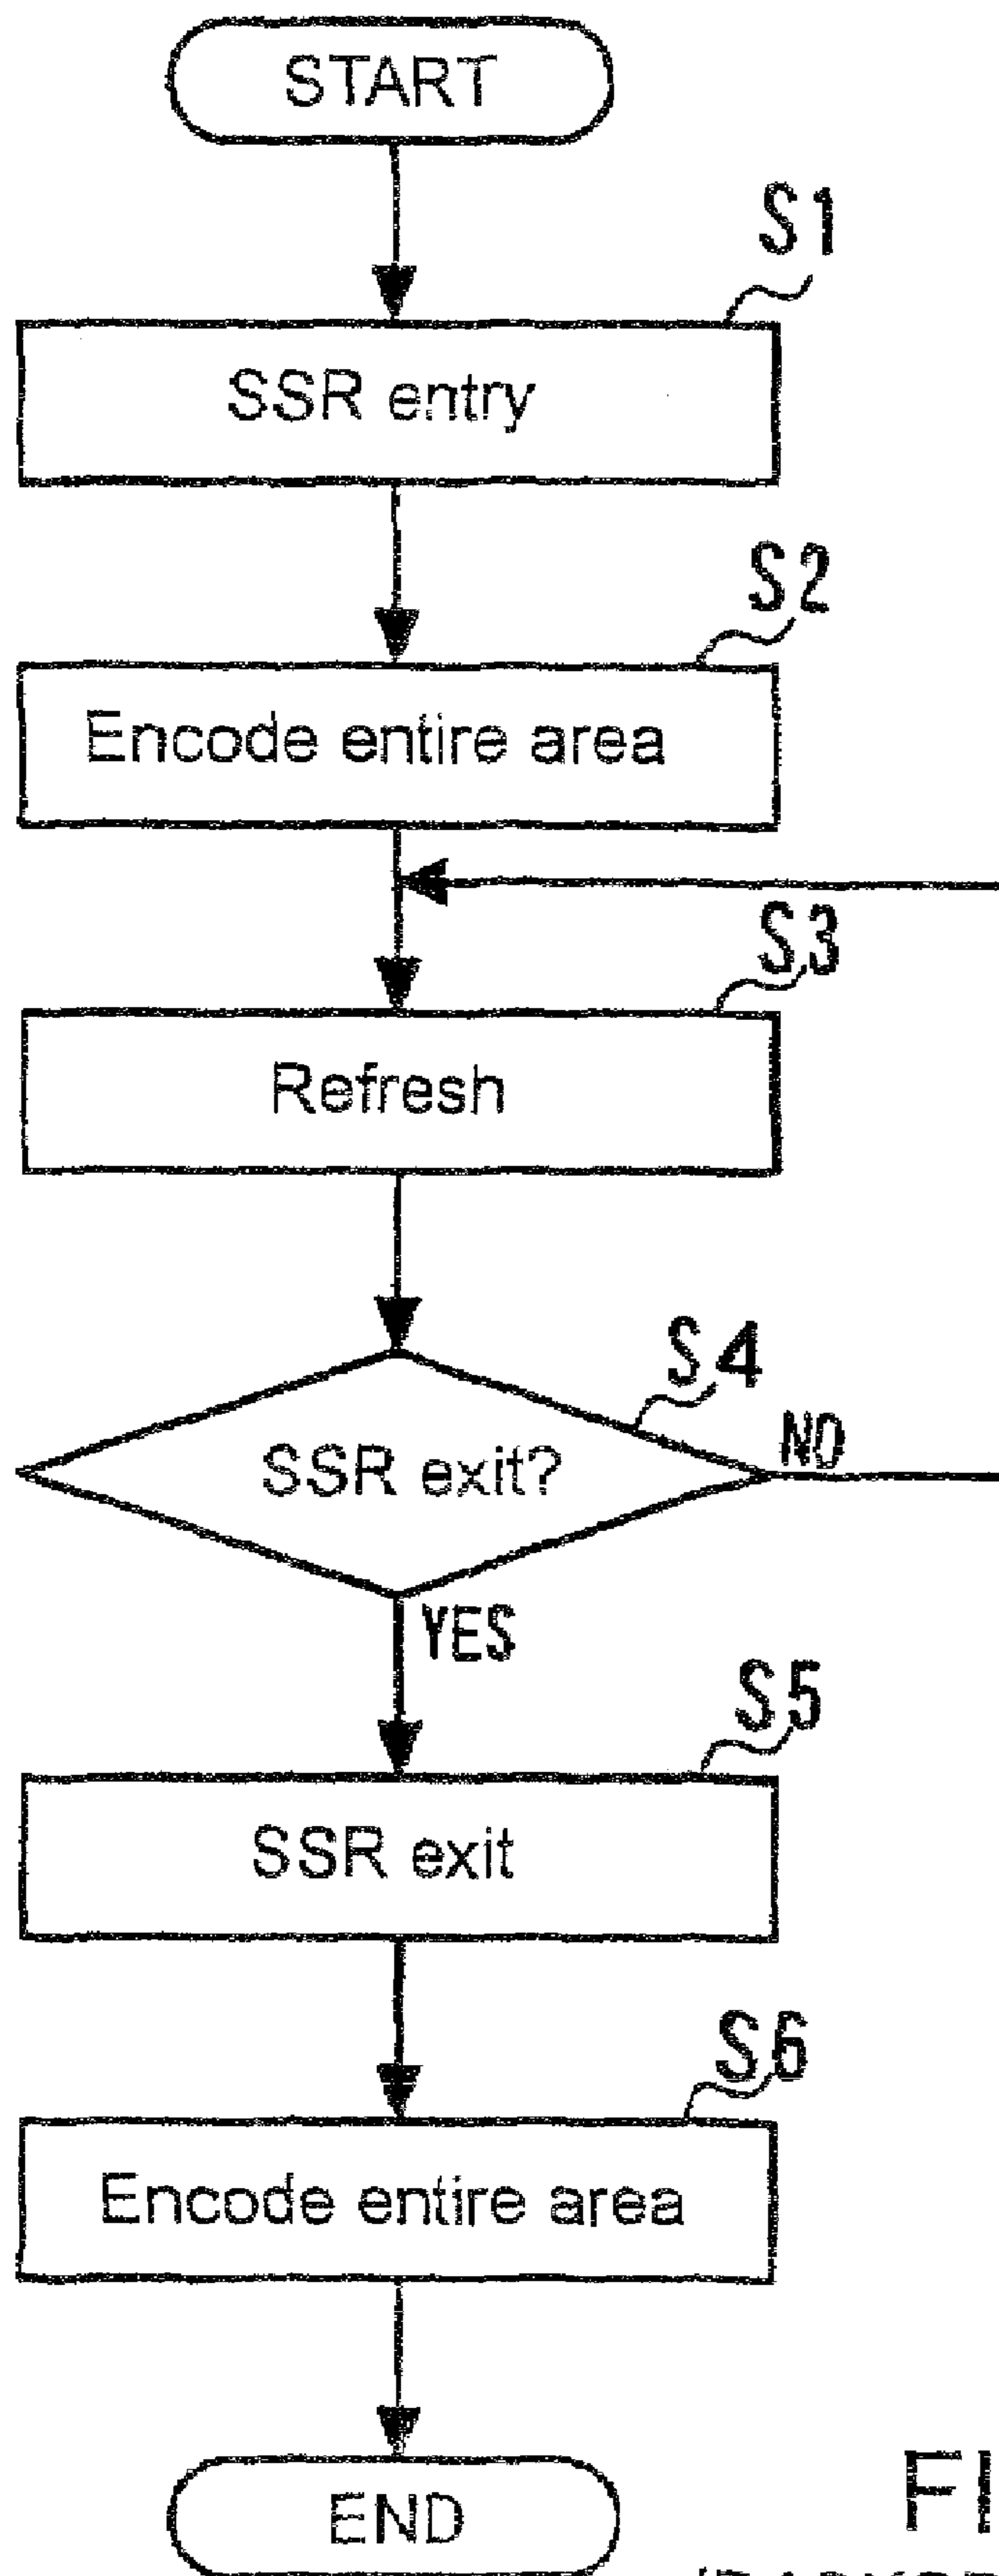 START
S1
SSR entry
S2
Encode entire area
S3
Refresh
S4
SSR exit?
NO
YES
S5
SSR exit
S6
Encode entire area
END
FI